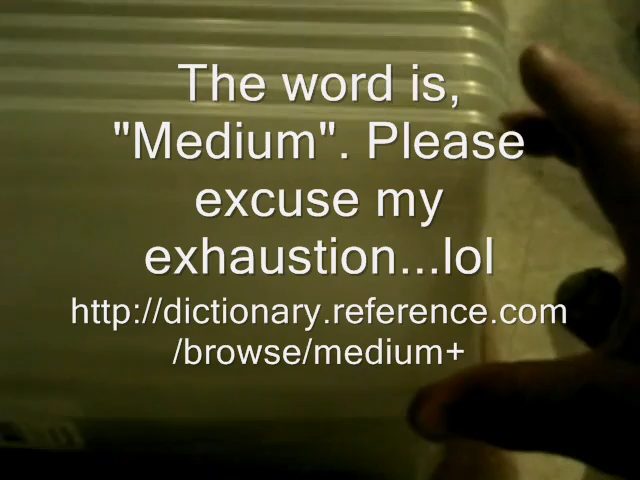 The word is,
"Medium". Please
excuse my
exhaustion...lol
http://dictionary.reference.com
/browse/medium+